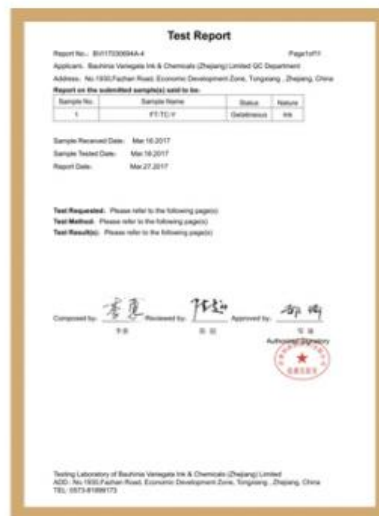 Test Report
Report No.: BVI17030694A-4 Page1of11
Applicant: Bauhinia Variegata Ink & Chemicals (Zhejiang) Limited QC Department
Address: No.1930,Fazhan Road, Economic Development Zone, Tongxiang , Zhejiang, China
Report on the submitted sample(s) said to be:
Sample No. Sample Name Status Nature
1 FT-TC-Y Gelatineous Ink
Sample Received Date: Mar.16.2017
Sample Tested Date: Mar.16.2017
Report Date: Mar.27.2017
Test Requested: Please refer to the following page(s)
Test Method: Please refer to the following page(s)
Test Result(s): Please refer to the following page(s)
Composed by: Reviewed by: Approved by:
Authorized Signatory
Testing Laboratory of Bauhinia Variegata Ink & Chemicals (Zhejiang) Limited
ADD: No.1930,Fazhan Road, Economic Development Zone, Tongxiang , Zhejiang, China
TEL: 0573-81899173